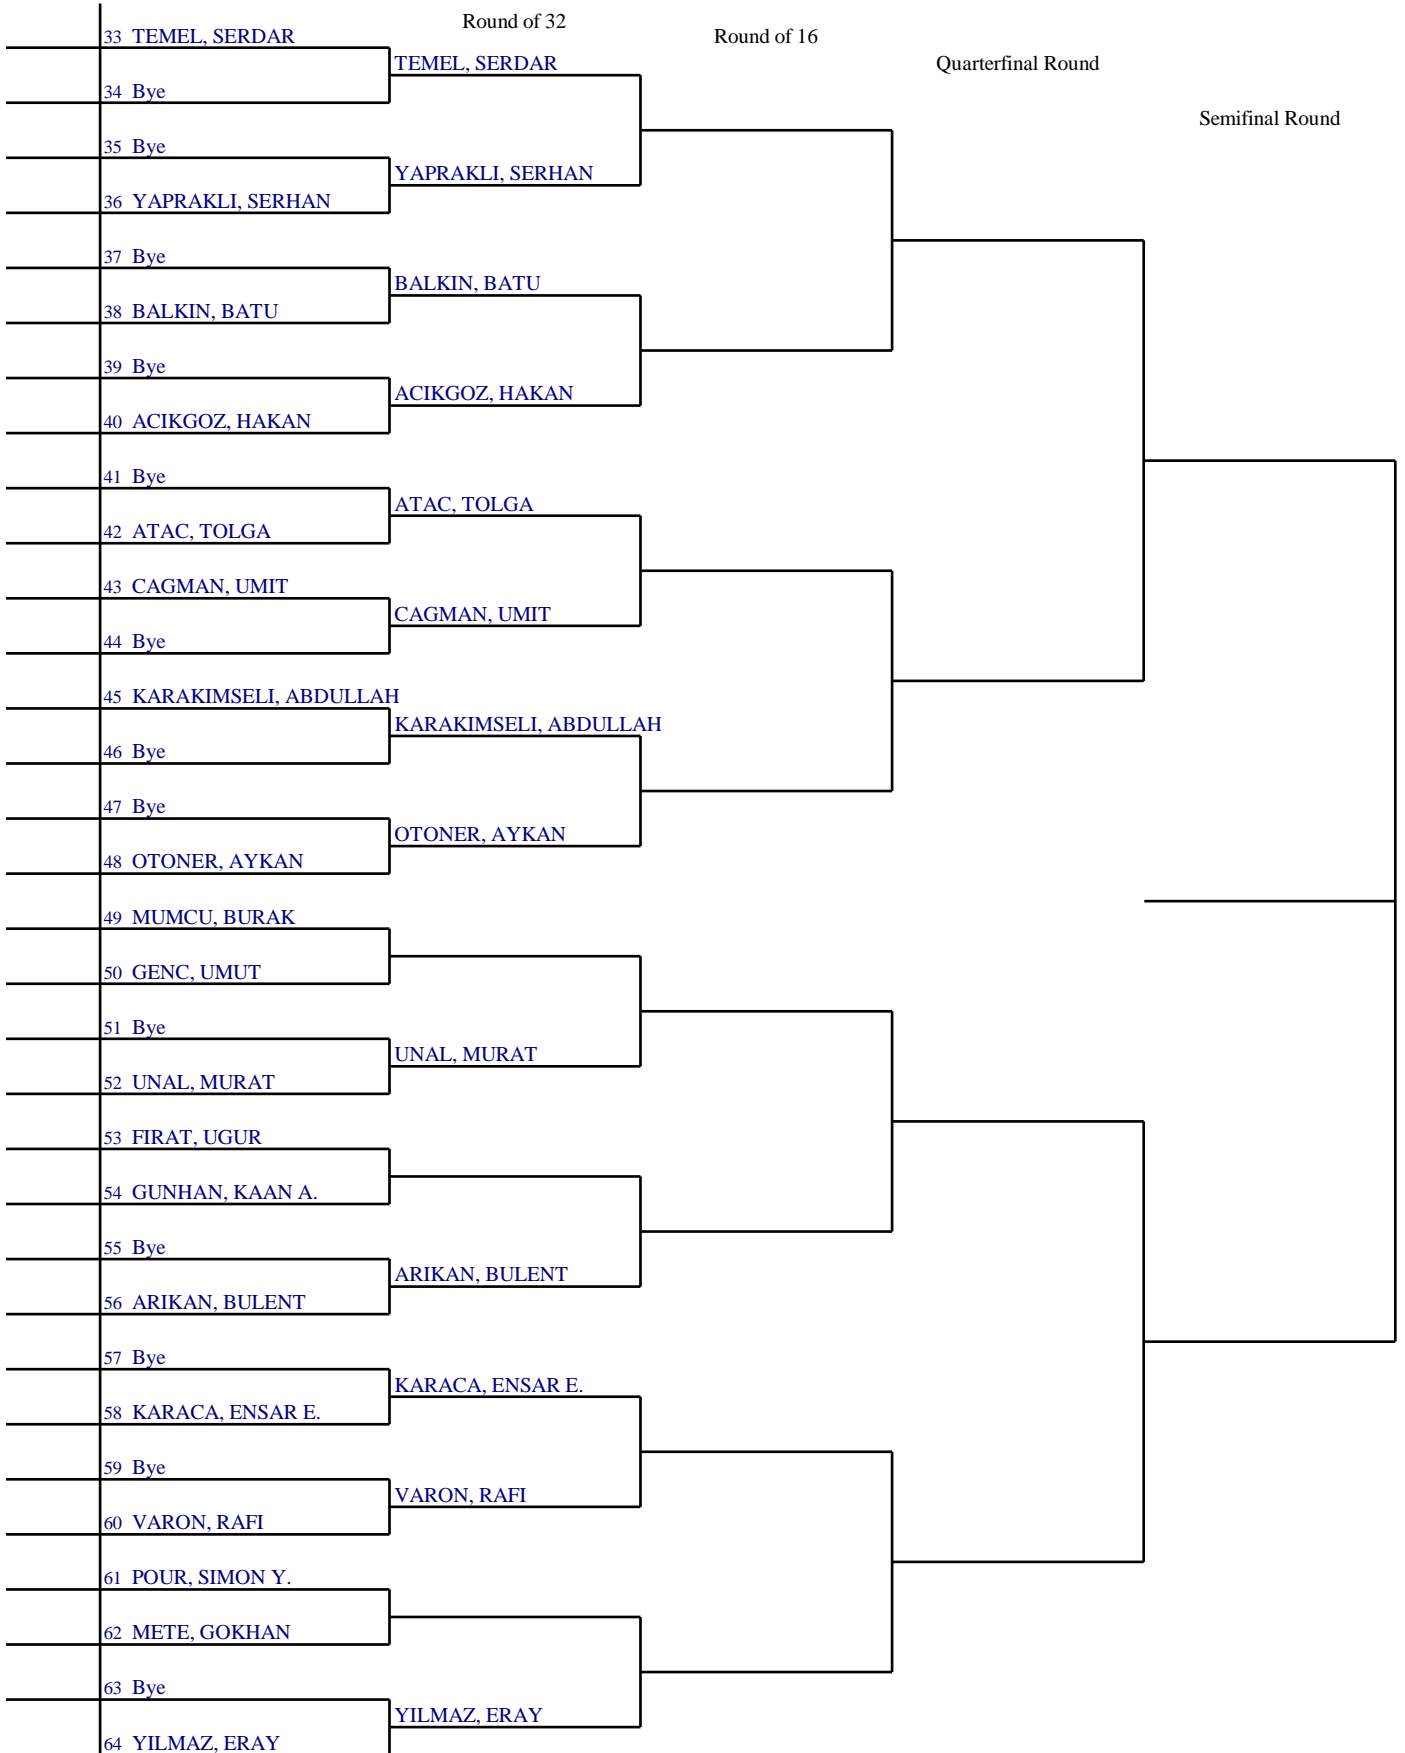 Round of 32
Round of 16
Quarterfinal Round
Semifinal Round
33 TEMEL, SERDAR
TEMEL, SERDAR
34 Bye
35 Bye
YAPRAKLI, SERHAN
36 YAPRAKLI, SERHAN
37 Bye
BALKIN, BATU
38 BALKIN, BATU
39 Bye
ACIKGOZ, HAKAN
40 ACIKGOZ, HAKAN
41 Bye
ATAC, TOLGA
42 ATAC, TOLGA
43 CAGMAN, UMIT
CAGMAN, UMIT
44 Bye
45 KARAKIMSELI, ABDULLAH
KARAKIMSELI, ABDULLAH
46 Bye
47 Bye
OTONER, AYKAN
48 OTONER, AYKAN
49 MUMCU, BURAK
50 GENC, UMUT
51 Bye
UNAL, MURAT
52 UNAL, MURAT
53 FIRAT, UGUR
54 GUNHAN, KAAN A.
55 Bye
ARIKAN, BULENT
56 ARIKAN, BULENT
57 Bye
KARACA, ENSAR E.
58 KARACA, ENSAR E.
59 Bye
VARON, RAFI
60 VARON, RAFI
61 POUR, SIMON Y.
62 METE, GOKHAN
63 Bye
YILMAZ, ERAY
64 YILMAZ, ERAY